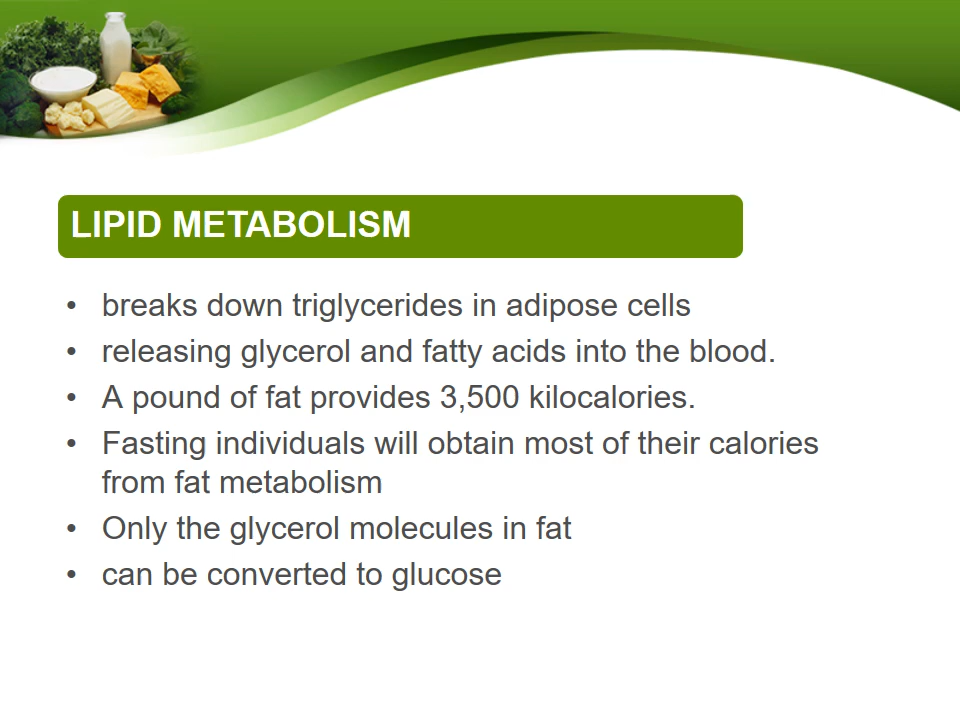 LIPID METABOLISM
• breaks down triglycerides in adipose cells
• releasing glycerol and fatty acids into the blood.
• A pound of fat provides 3,500 kilocalories.
• Fasting individuals will obtain most of their calories
from fat metabolism
• Only the glycerol molecules in fat
• can be converted to glucose